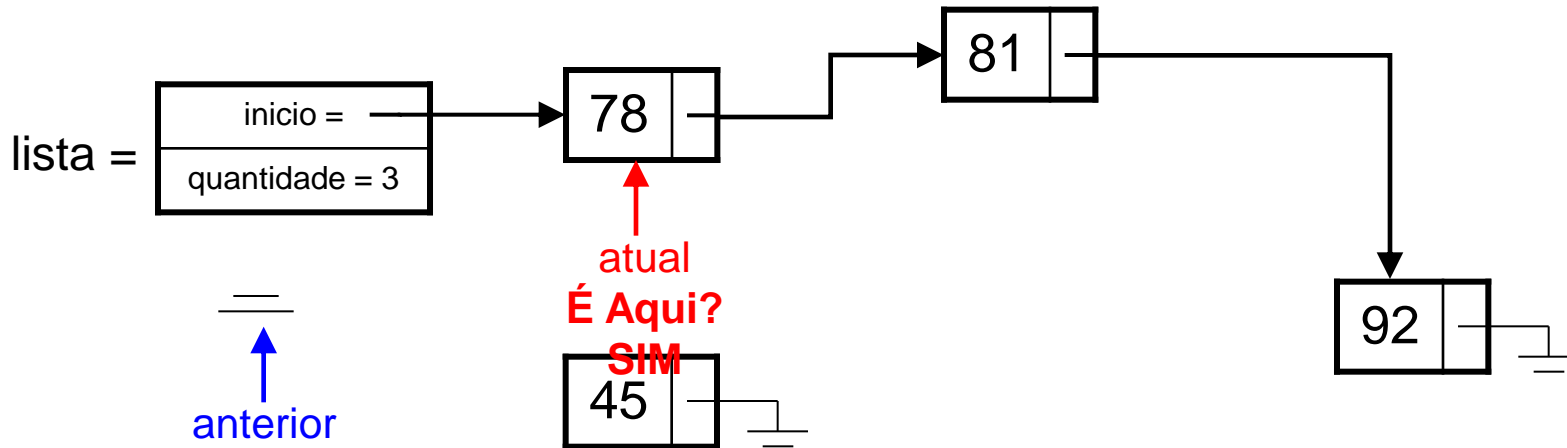 lista =
inicio =
quantidade = 3
78
81
92
atual
É Aqui?
SIM
45
anterior